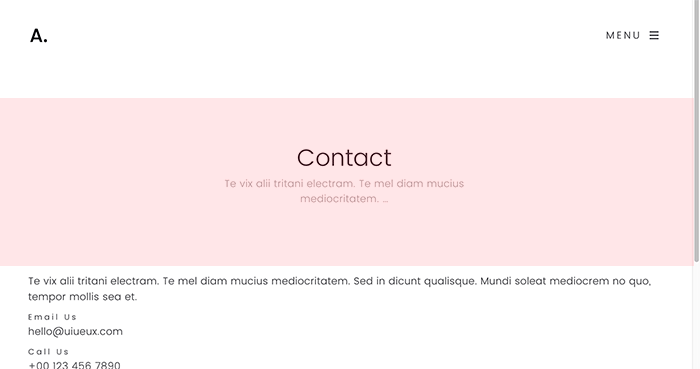 A.
MENU
Contact
Te vix alii tritani electram. Te mel diam mucius
mediocritatem. ...
Te vix alii tritani electram. Te mel diam mucius mediocritatem. Sed in dicunt qualisque. Mundi soleat mediocrem no quo,
tempor mollis sea et.
Email Us
hello@uiueux.com
Call Us
+00 123 456 7890